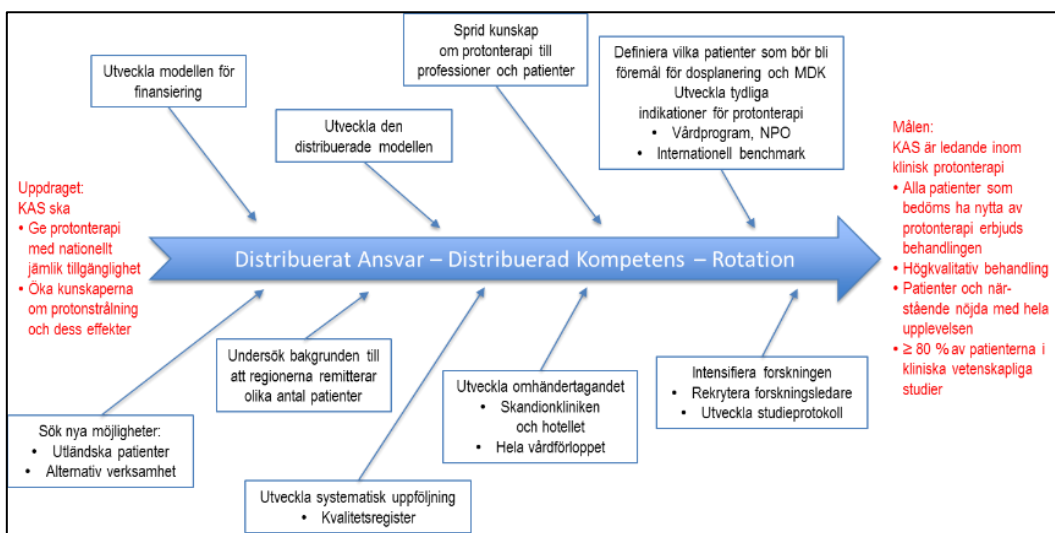 Uppdraget:
KAS ska
• Ge protonterapi
med nationellt
jämlik tillgänglighet
• Öka kunskaperna
om protonstrålning
och dess effekter
Utveckla modellen för
finansiering
Utveckla den
distribuerade modellen
Sprid kunskap
om protonterapi till
professioner och patienter
Definiera vilka patienter som bör bli
föremål för dosplanering och MDK
Utveckla tydliga
indikationer för protonterapi
• Vårdprogram, NPO
• Internationell benchmark
Distribuerat Ansvar – Distribuerad Kompetens – Rotation
Sök nya möjligheter:
• Utländska patienter
• Alternativ verksamhet
Undersök bakgrunden till
att regionerna remitterar
olika antal patienter
Utveckla systematisk uppföljning
• Kvalitetsregister
Utveckla omhändertagandet
• Skandionkliniken
och hotellet
• Hela vårdförloppet
Intensifiera forskningen
• Rekrytera forskningsledare
• Utveckla studieprotokoll
Målen:
KAS är ledande inom
klinisk protonterapi
• Alla patienter som
bedöms ha nytta av
protonterapi erbjuds
behandlingen
• Högkvalitativ behandling
• Patienter och när-
stående nöjda med hela
upplevelsen
• ≥ 80 % av patienterna i
kliniska vetenskapliga
studier